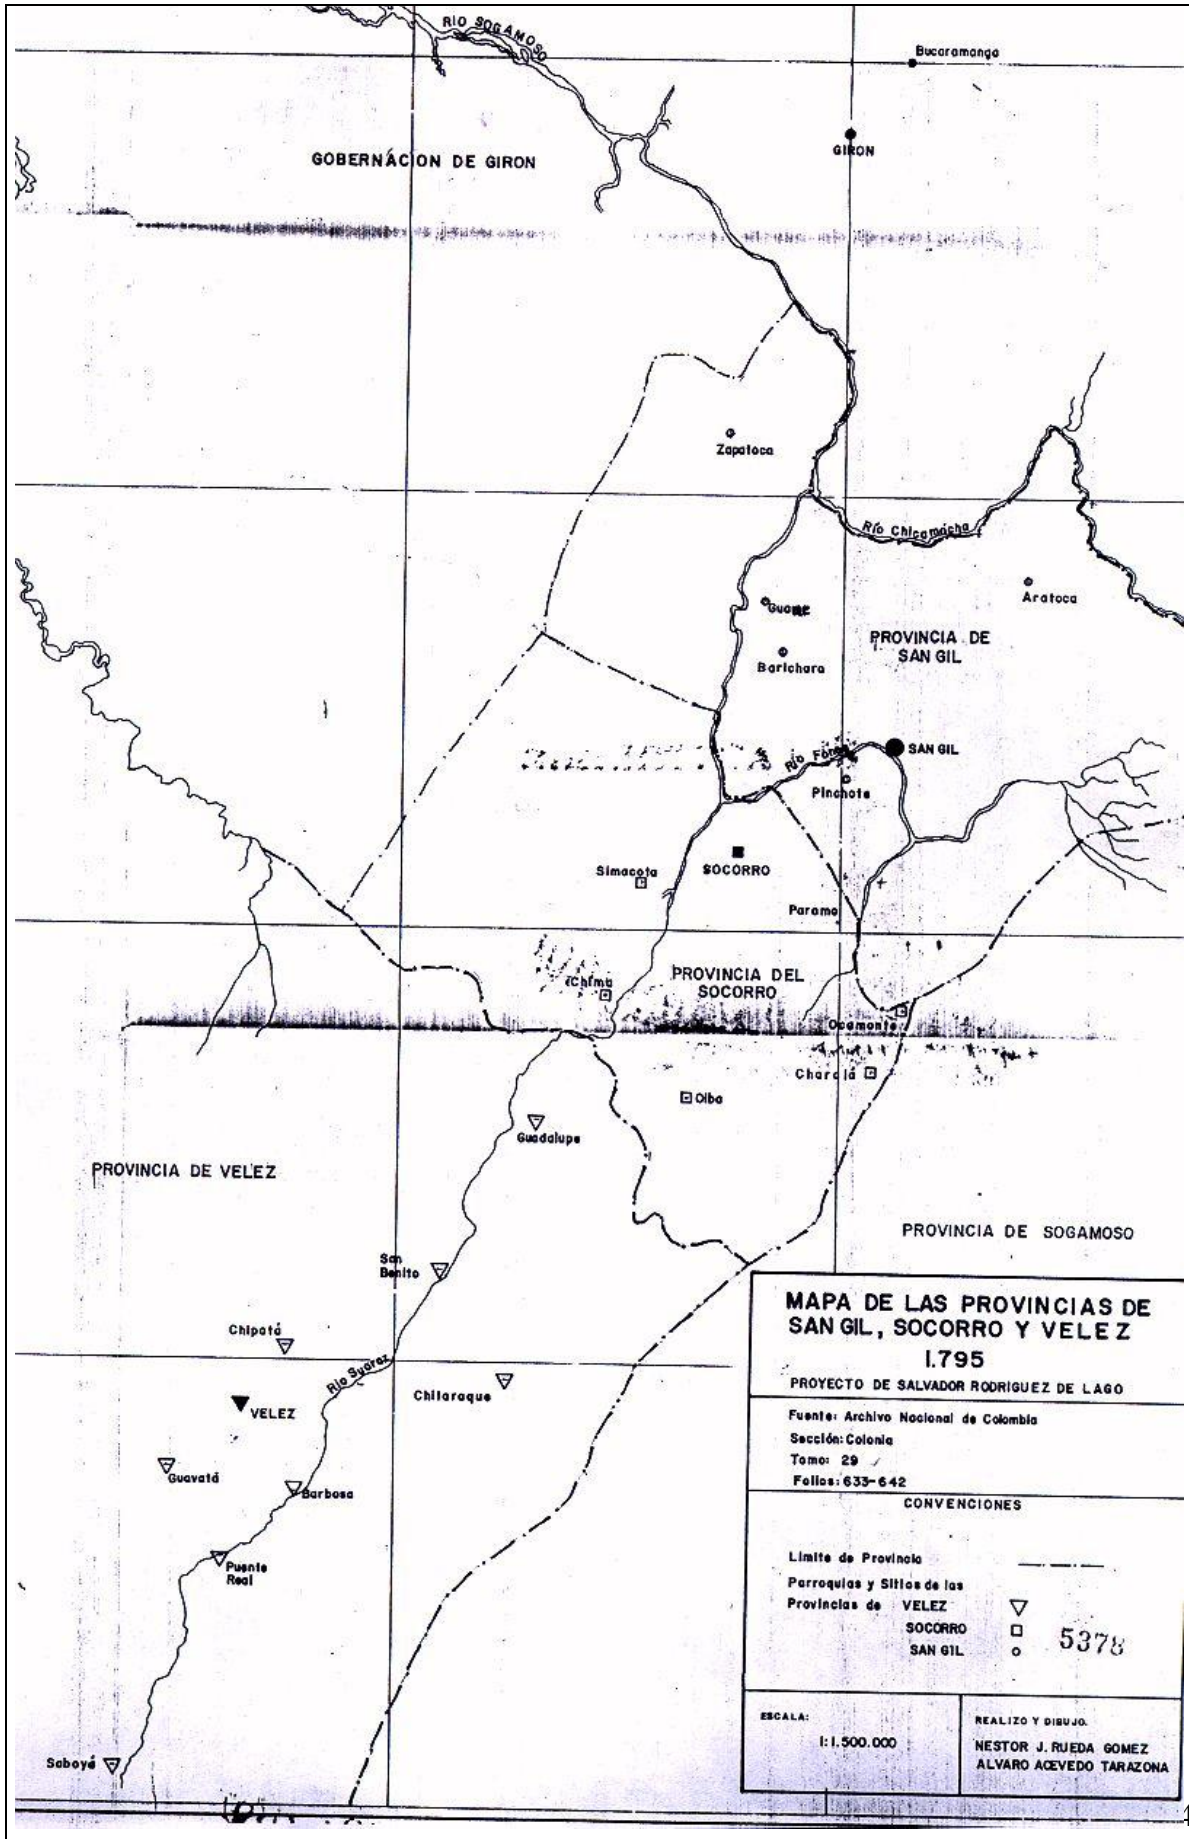 RIO SOGAMOSO
Bucaramanga
GIRON
GOBERNACION DE GIRON
Zapatoca
Río Chicamocha
Aratoca
Guane
PROVINCIA DE
SAN GIL
Barichara
SAN GIL
Río Fonce
Pinchote
Simacota
SOCORRO
Paramo
PROVINCIA DEL
SOCORRO
Chima
Ocamonte
Charalá
Oiba
Guadalupe
PROVINCIA DE VELEZ
PROVINCIA DE SOGAMOSO
San
Benito
Chipatá
Río Suarez
Chitaraque
VELEZ
Guavatá
Barbosa
Puente
Real
Saboyá
MAPA DE LAS PROVINCIAS DE
SAN GIL, SOCORRO Y VELEZ
1.795
PROYECTO DE SALVADOR RODRIGUEZ DE LAGO
Fuente: Archivo Nacional de Colombia
Sección: Colonia
Tomo: 29
Folios: 633-642
CONVENCIONES
Limite de Provincia
Parroquias y Sitios de las
Provincias de VELEZ
SOCORRO
SAN GIL
5378
ESCALA:
1:1.500.000
REALIZO Y DIBUJO.
NESTOR J. RUEDA GOMEZ
ALVARO ACEVEDO TARAZONA